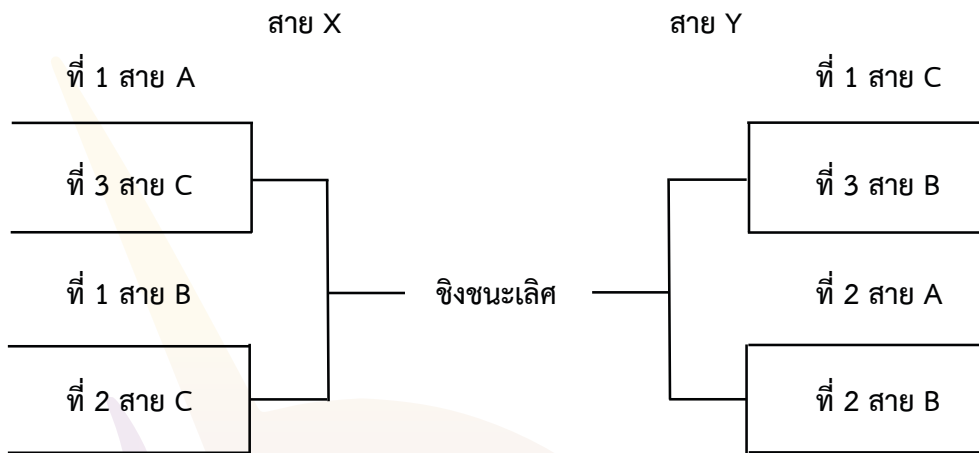 สาย X สาย Y
ที่ 1 สาย A ที่ 1 สาย C
ที่ 3 สาย C ที่ 3 สาย B
ที่ 1 สาย B ชิงชนะเลิศ ที่ 2 สาย A
ที่ 2 สาย C ที่ 2 สาย B